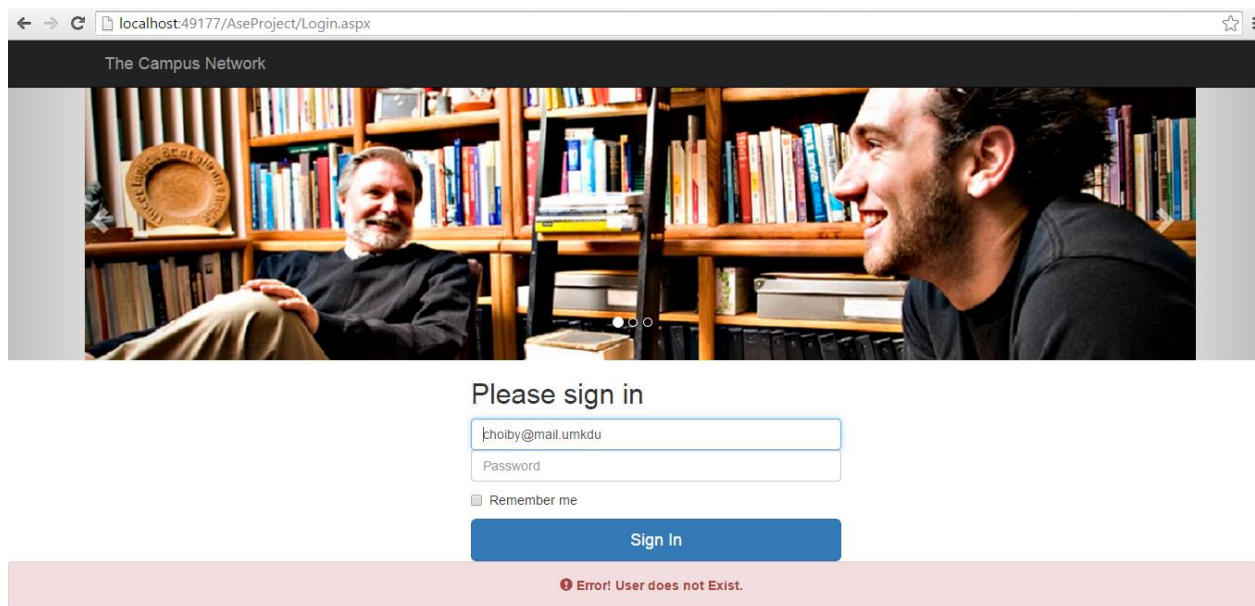 localhost:49177/AseProject/Login.aspx
The Campus Network
Please sign in
choiby@mail.umkdu
Password
Remember me
Sign In
Error! User does not Exist.